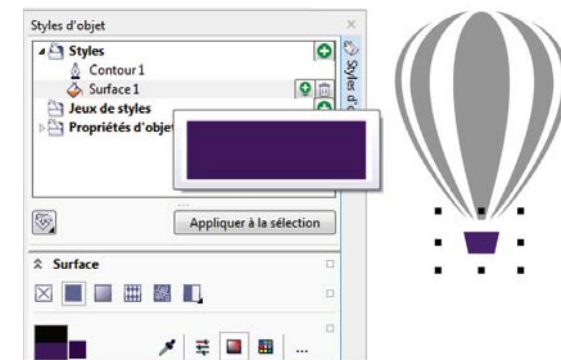 Styles d'objet
Styles
Contour 1
Surface 1
Jeux de styles
Propriétés d'objet
Appliquer à la sélection
Surface
Styles d'o